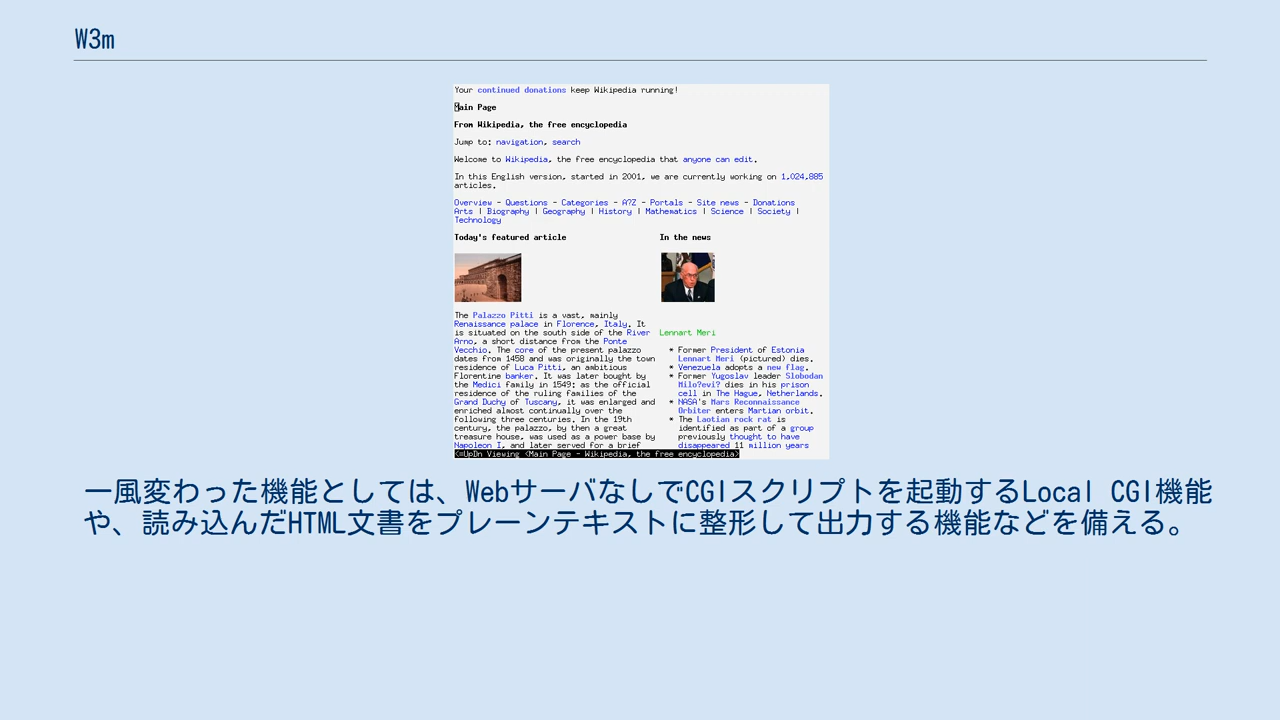 W3m
Your continued donations keep Wikipedia running!
Main Page
From Wikipedia, the free encyclopedia
Jump to: navigation, search
Welcome to Wikipedia, the free encyclopedia that anyone can edit.
In this English version, started in 2001, we are currently working on 1,024,885
articles.
Overview - Questions - Categories - A?Z - Portals - Site news - Donations
Arts | Biography | Geography | History | Mathematics | Science | Society |
Technology
Today's featured article
The Palazzo Pitti is a vast, mainly
Renaissance palace in Florence, Italy. It
is situated on the south side of the River
Arno, a short distance from the Ponte
Vecchio. The core of the present palazzo
dates from 1458 and was originally the town
residence of Luca Pitti, an ambitious
Florentine banker. It was later bought by
the Medici family in 1549: as the official
residence of the ruling families of the
Grand Duchy of Tuscany, it was enlarged and
enriched almost continually over the
following three centuries. In the 19th
century, the palazzo, by then a great
treasure house, was used as a power base by
Napoleon I, and later served for a brief
In the news
Lennart Meri
* Former President of Estonia
Lennart Meri (pictured) dies.
* Venezuela adopts a new flag.
* Former Yugoslav leader Slobodan
Milo?evi? dies in his prison
cell in The Hague, Netherlands.
* NASA's Mars Reconnaissance
Orbiter enters Martian orbit.
* The Laotian rock rat is
identified as part of a group
previously thought to have
disappeared 11 million years
<=UpDn Viewing <Main Page - Wikipedia, the free encyclopedia>
一風変わった機能としては、WebサーバなしでCGIスクリプトを起動するLocal CGI機能
や、読み込んだHTML文書をプレーンテキストに整形して出力する機能などを備える。